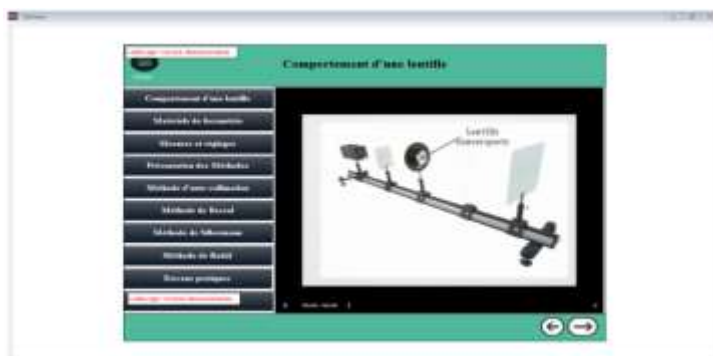 Comportement d'une lentille
Comportement d'une lentille
Matériels de focométrie
Mesures et réglages
Présentation des Méthodes
Méthode d'auto-collimation
Méthode de Bessel
Méthode de Silbermann
Méthode de Badal
Travaux pratiques
Lentille
Convergente